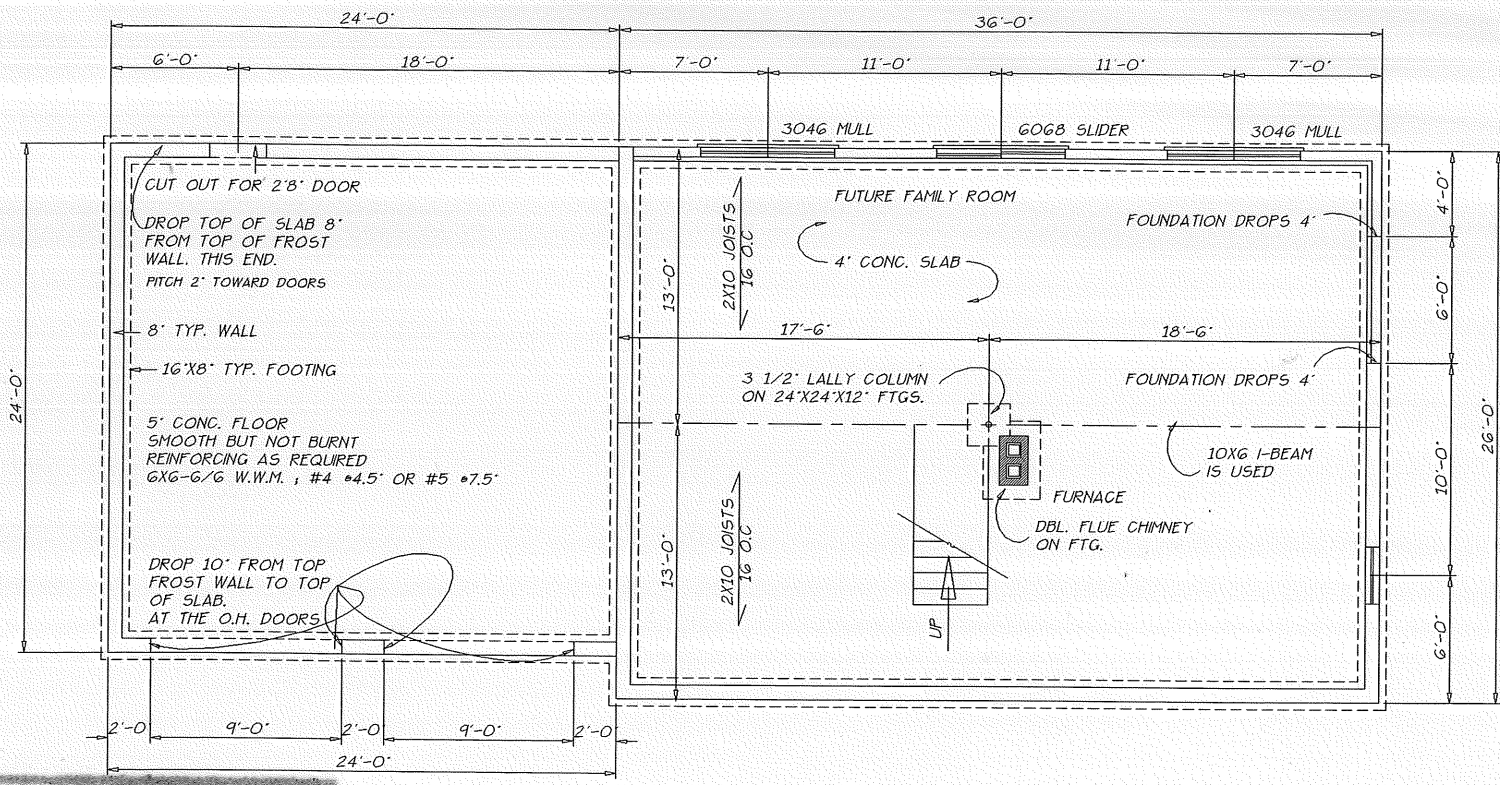 24'-0"
36'-0"
6'-0"
18'-0"
7'-0"
11'-0"
11'-0"
7'-0"
3046 MULL
6068 SLIDER
3046 MULL
CUT OUT FOR 2'8" DOOR
DROP TOP OF SLAB 8"
FROM TOP OF FROST
WALL. THIS END.
PITCH 2" TOWARD DOORS
8" TYP. WALL
16"X8" TYP. FOOTING
5" CONC. FLOOR
SMOOTH BUT NOT BURNT
REINFORCING AS REQUIRED
6X6-6/6 W.W.M. ; #4 @4.5" OR #5 @7.5"
DROP 10" FROM TOP
FROST WALL TO TOP
OF SLAB.
AT THE O.H. DOORS
24'-0"
2X10 JOISTS
16 O.C
13'-0"
FUTURE FAMILY ROOM
4" CONC. SLAB
FOUNDATION DROPS 4'
17'-6"
18'-6"
3 1/2" LALLY COLUMN
ON 24"X24"X12" FTGS.
FOUNDATION DROPS 4'
10X6 I-BEAM
IS USED
FURNACE
DBL. FLUE CHIMNEY
ON FTG.
2X10 JOISTS
16 O.C
13'-0"
UP
4'-0"
6'-0"
10'-0"
6'-0"
26'-0"
2'-0"
9'-0"
2'-0"
9'-0"
2'-0"
24'-0"